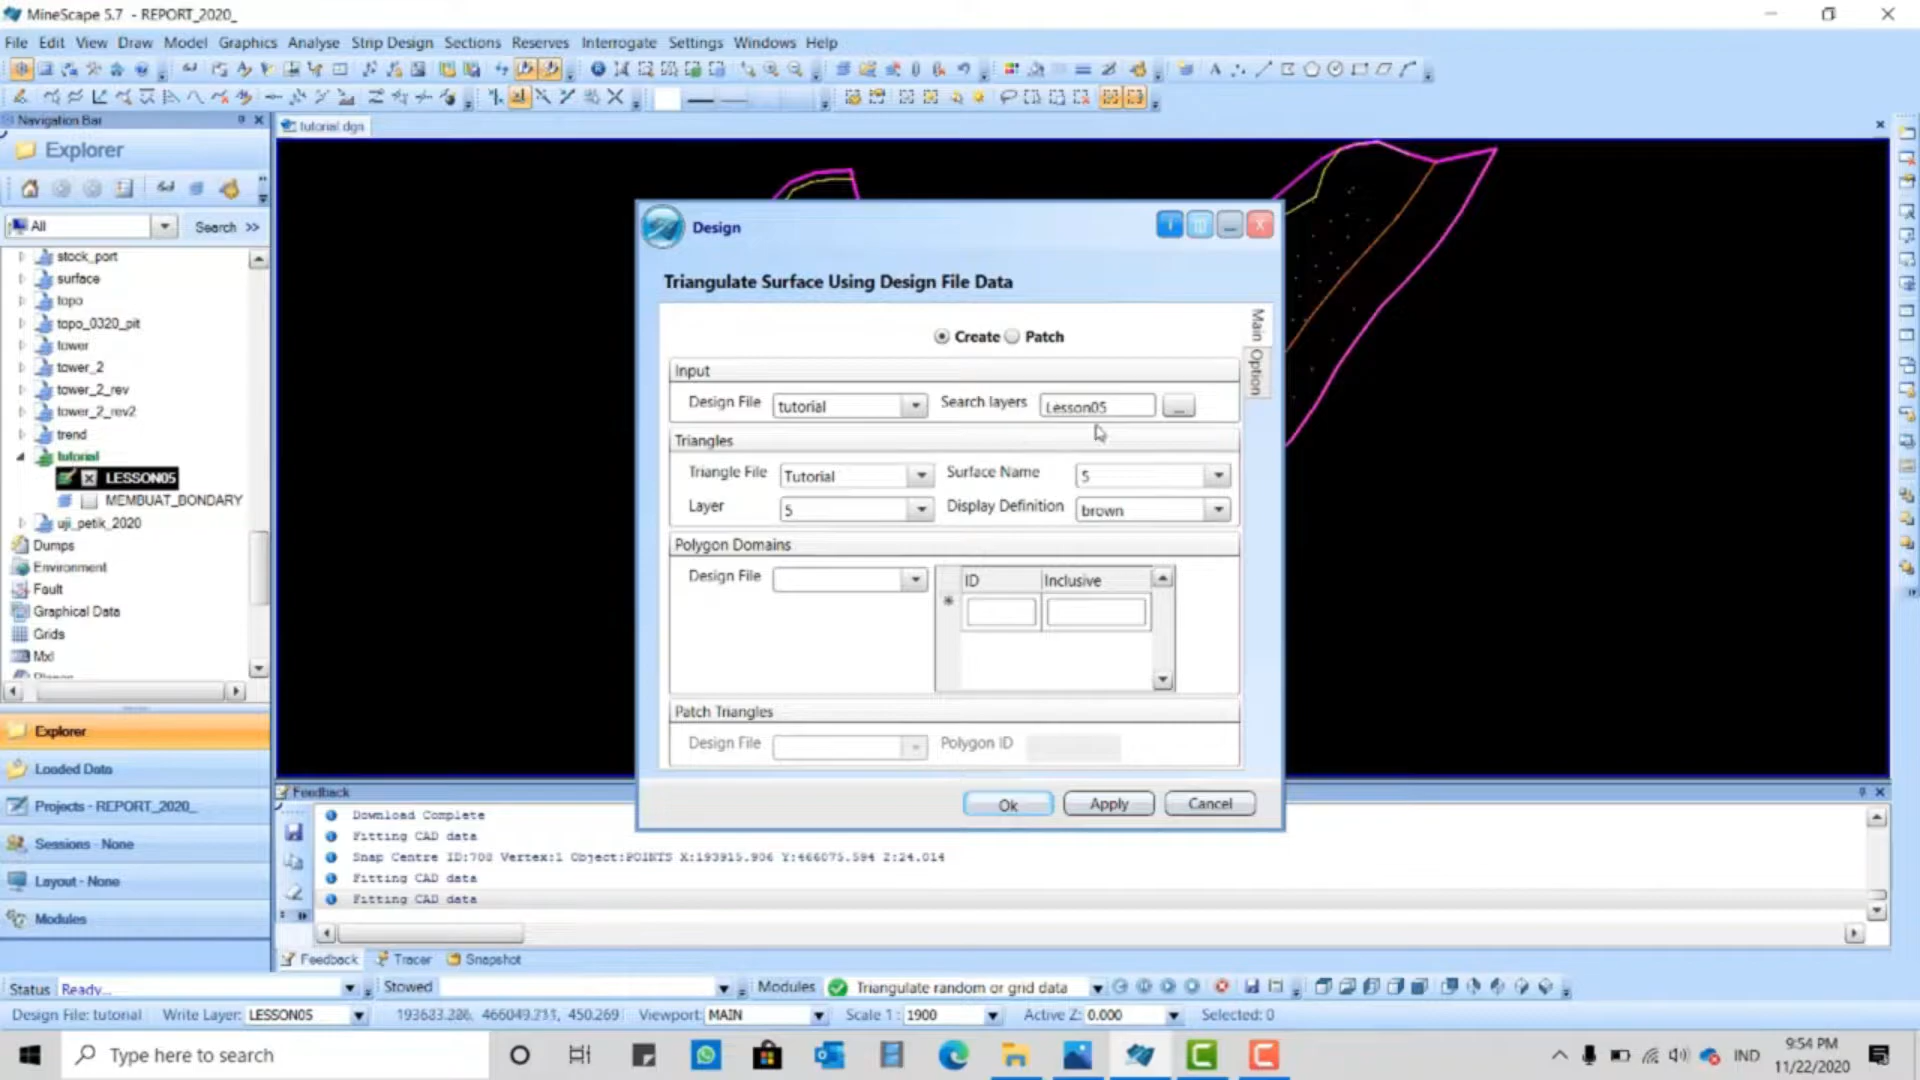 MineScape 5.7 - REPORT_2020_
File Edit View Draw Model Graphics Analyse Strip Design Sections Reserves Interrogate Settings Windows Help
Navigation Bar
tutorial.dgn
Explorer
All Search >>
stock_port
surface
topo
topo_0320_pit
tower
tower_2
tower_2_rev
tower_2_rev2
trend
tutorial
LESSON05
MEMBUAT_BONDARY
uji_petik_2020
Dumps
Environment
Fault
Graphical Data
Grids
Mxl
Explorer
Loaded Data
Projects - REPORT_2020_
Sessions - None
Layout - None
Modules
Design
Triangulate Surface Using Design File Data
Create Patch
Main
Option
Input
Design File tutorial Search layers Lesson05 ...
Triangles
Triangle File Tutorial Surface Name 5
Layer 5 Display Definition brown
Polygon Domains
Design File ID Inclusive
*
Patch Triangles
Design File Polygon ID
Ok Apply Cancel
Feedback
Download Complete
Fitting CAD data
Snap Centre ID:708 Vertex:1 Object:POINTS X:193915.906 Y:466075.594 Z:24.014
Fitting CAD data
Fitting CAD data
Feedback Tracer Snapshot
Status Ready... Stowed Modules Triangulate random or grid data
Design File: tutorial Write Layer: LESSON05 Viewport: MAIN Scale 1: 1900 Active Z: 0.000 Selected: 0
Type here to search
IND
9:54 PM
11/22/2020